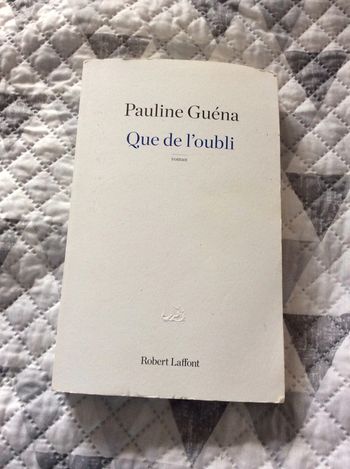 Pauline Guéna
Que de l'oubli
roman
Robert Laffont